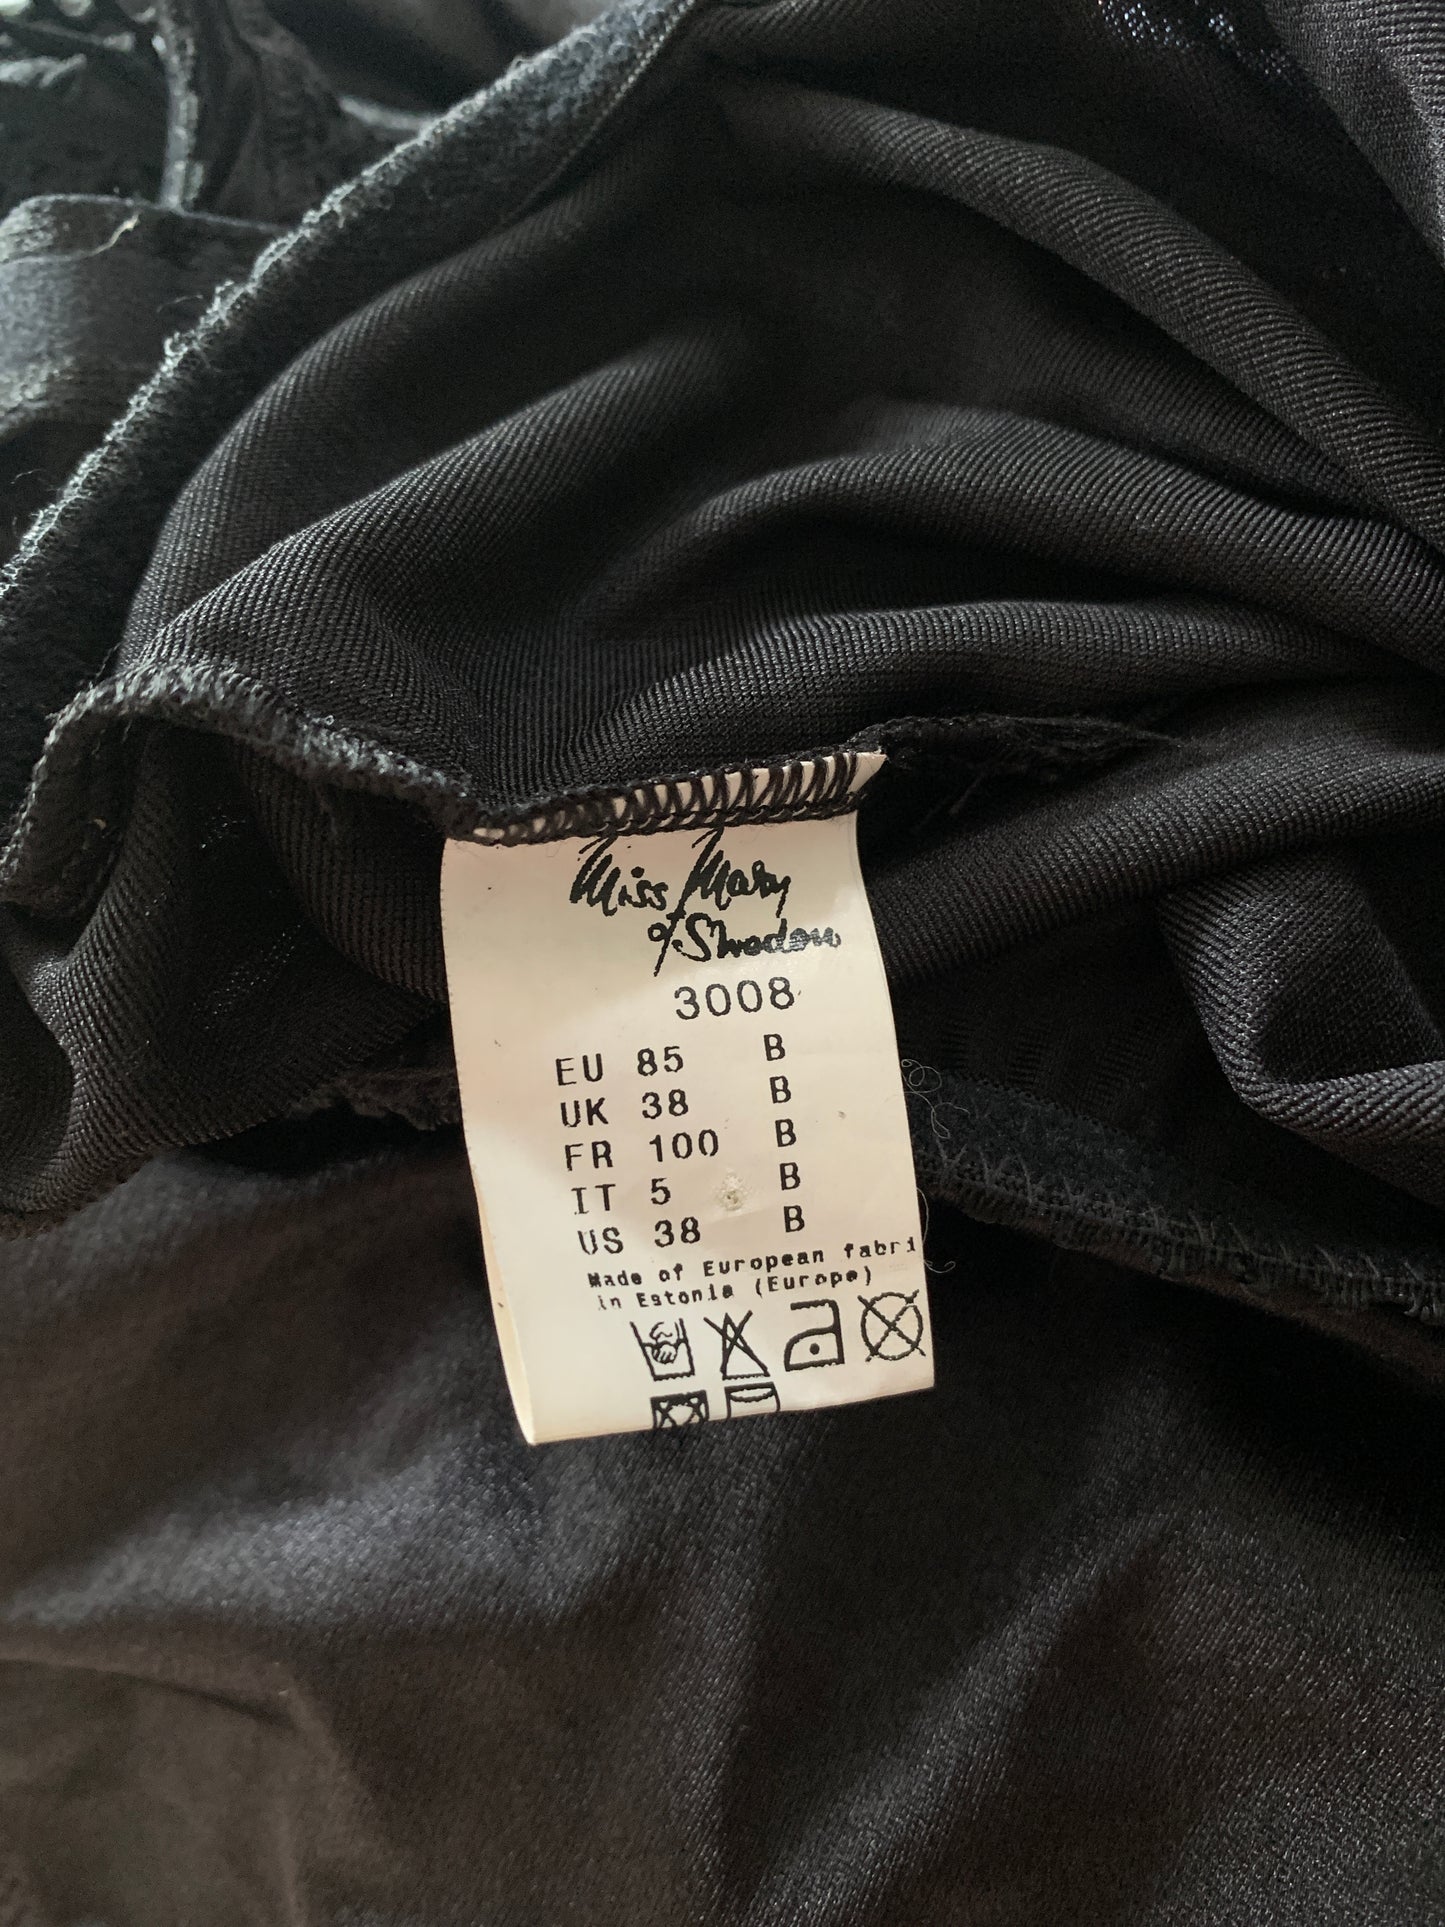 Miss Mary
of Sweden
3008
EU 85 B
UK 38 B
FR 100 B
IT 5 B
US 38 B
Made of European fabri
in Estonia (Europe)